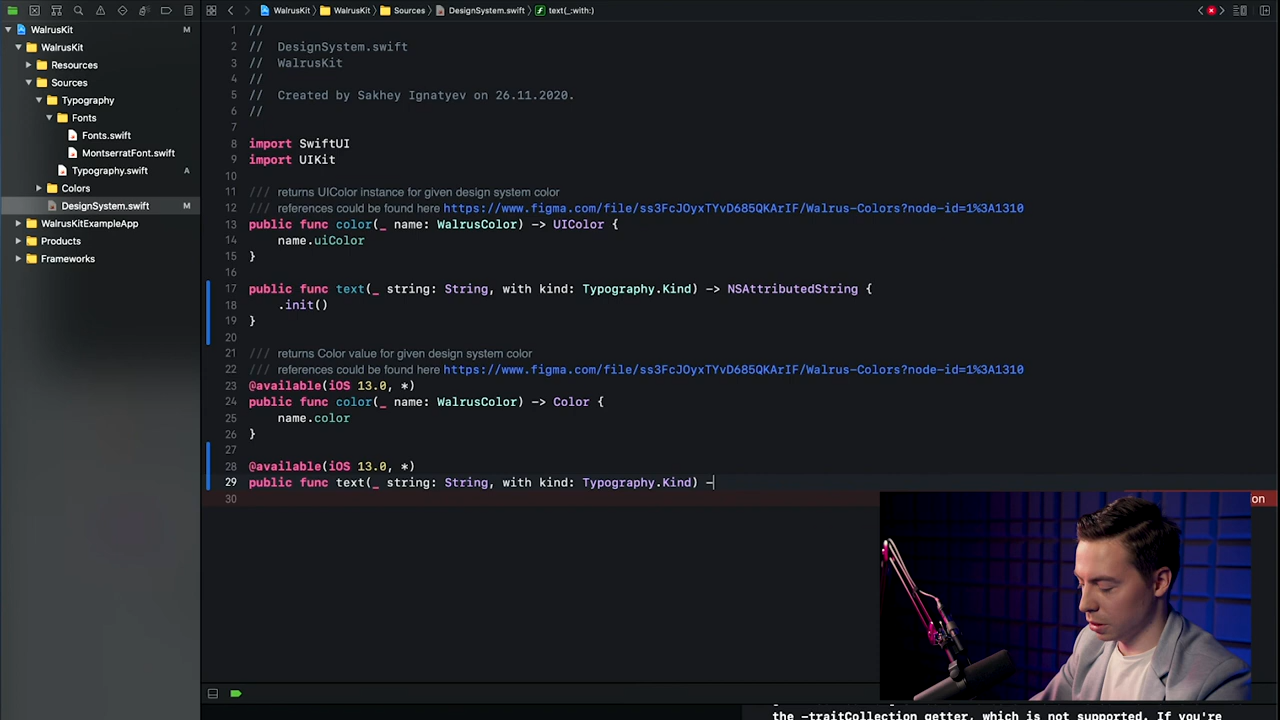 WalrusKit > WalrusKit > Sources > DesignSystem.swift > text(_:with:)
WalrusKit M
WalrusKit
Resources
Sources
Typography
Fonts
Fonts.swift
MontserratFont.swift
Typography.swift A
Colors
DesignSystem.swift M
WalrusKitExampleApp
Products
Frameworks
1 //
2 //  DesignSystem.swift
3 //  WalrusKit
4 //
5 //  Created by Sakhey Ignatyev on 26.11.2020.
6 //
7
8 import SwiftUI
9 import UIKit
10
11 /// returns UIColor instance for given design system color
12 /// references could be found here https://www.figma.com/file/ss3FcJOyxTYvD685QKArIF/Walrus-Colors?node-id=1%3A1310
13 public func color(_ name: WalrusColor) -> UIColor {
14     name.uiColor
15 }
16
17 public func text(_ string: String, with kind: Typography.Kind) -> NSAttributedString {
18     .init()
19 }
20
21 /// returns Color value for given design system color
22 /// references could be found here https://www.figma.com/file/ss3FcJOyxTYvD685QKArIF/Walrus-Colors?node-id=1%3A1310
23 @available(iOS 13.0, *)
24 public func color(_ name: WalrusColor) -> Color {
25     name.color
26 }
27
28 @available(iOS 13.0, *)
29 public func text(_ string: String, with kind: Typography.Kind) -
30
on
the -traitCollection getter, which is not supported. If you're